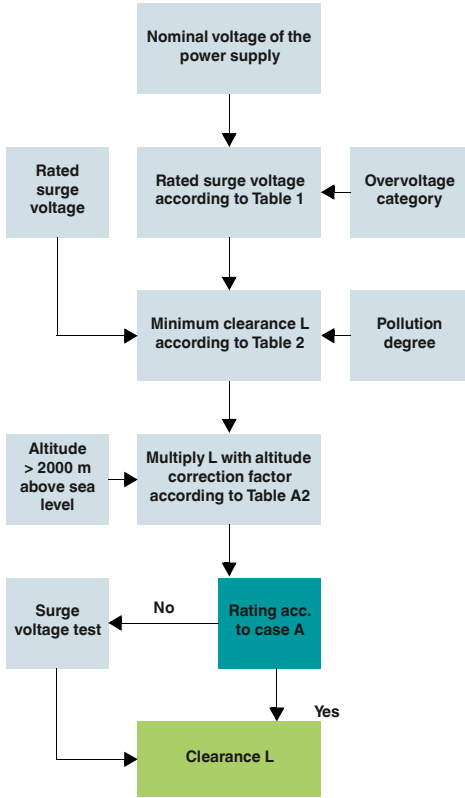 Nominal voltage of the
power supply
Rated
surge
voltage
Rated surge voltage
according to Table 1
Overvoltage
category
Minimum clearance L
according to Table 2
Pollution
degree
Altitude
> 2000 m
above sea
level
Multiply L with altitude
correction factor
according to Table A2
Surge
voltage test
No
Rating acc.
to case A
Yes
Clearance L